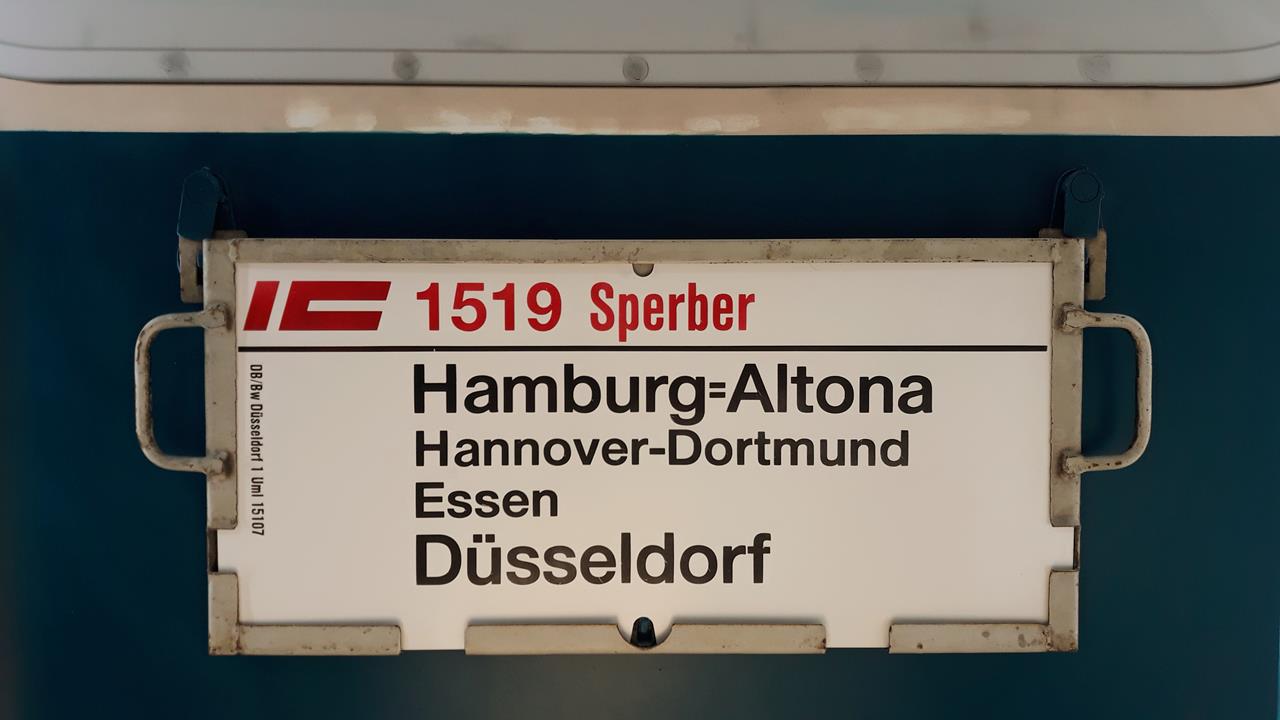 IC 1519 Sperber
Hamburg=Altona
Hannover-Dortmund
Essen
Düsseldorf
DB/Bw Düsseldorf 1 Uml 15107